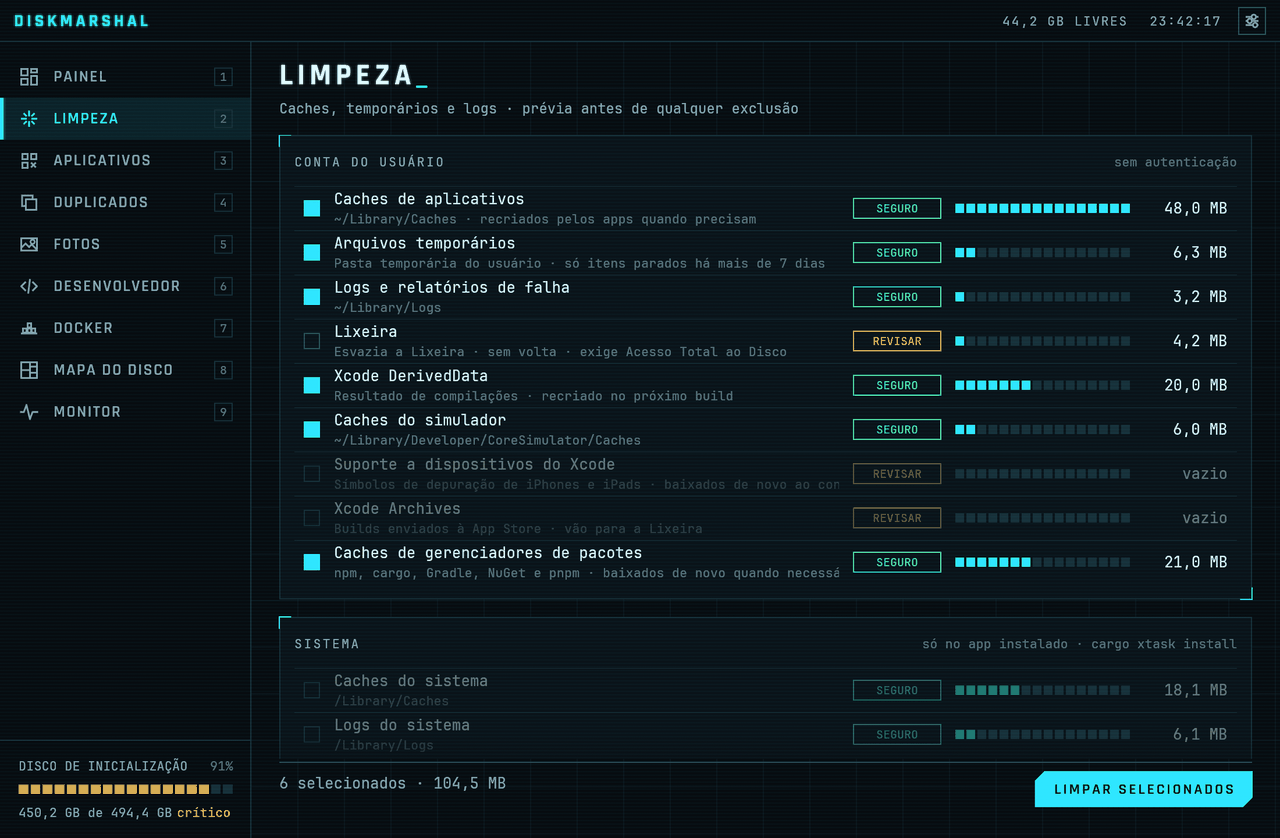 DISKMARSHAL
44,2 GB LIVRES 23:42:17
PAINEL 1
LIMPEZA 2
APLICATIVOS 3
DUPLICADOS 4
FOTOS 5
DESENVOLVEDOR 6
DOCKER 7
MAPA DO DISCO 8
MONITOR 9
DISCO DE INICIALIZAÇÃO 91%
450,2 GB de 494,4 GB crítico
LIMPEZA_
Caches, temporários e logs · prévia antes de qualquer exclusão
CONTA DO USUÁRIO sem autenticação
Caches de aplicativos SEGURO 48,0 MB
~/Library/Caches · recriados pelos apps quando precisam
Arquivos temporários SEGURO 6,3 MB
Pasta temporária do usuário · só itens parados há mais de 7 dias
Logs e relatórios de falha SEGURO 3,2 MB
~/Library/Logs
Lixeira REVISAR 4,2 MB
Esvazia a Lixeira · sem volta · exige Acesso Total ao Disco
Xcode DerivedData SEGURO 20,0 MB
Resultado de compilações · recriado no próximo build
Caches do simulador SEGURO 6,0 MB
~/Library/Developer/CoreSimulator/Caches
Suporte a dispositivos do Xcode REVISAR vazio
Símbolos de depuração de iPhones e iPads · baixados de novo ao con
Xcode Archives REVISAR vazio
Builds enviados à App Store · vão para a Lixeira
Caches de gerenciadores de pacotes SEGURO 21,0 MB
npm, cargo, Gradle, NuGet e pnpm · baixados de novo quando necessá
SISTEMA só no app instalado · cargo xtask install
Caches do sistema SEGURO 18,1 MB
/Library/Caches
Logs do sistema SEGURO 6,1 MB
/Library/Logs
6 selecionados · 104,5 MB
LIMPAR SELECIONADOS